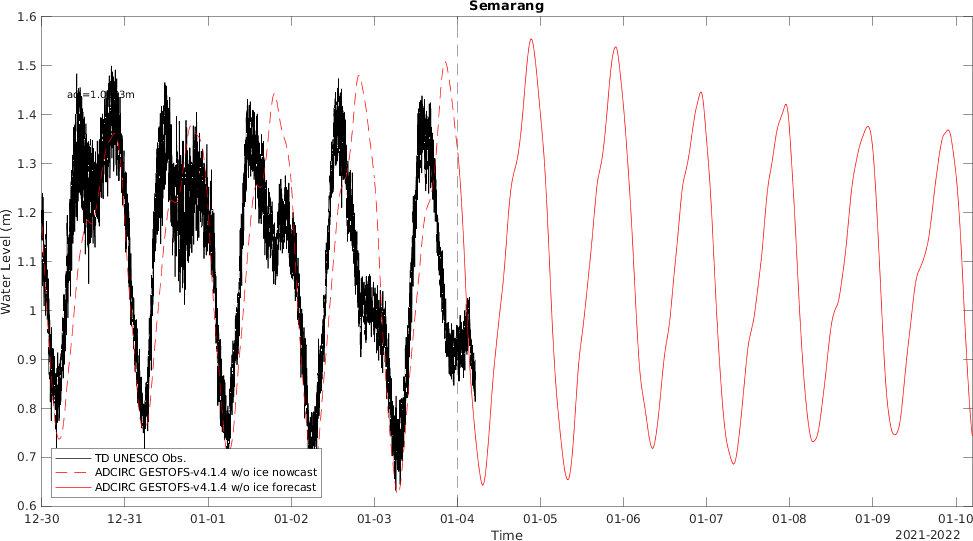 Semarang
1.6
1.5
1.4
1.3
1.2
1.1
1
0.9
0.8
0.7
0.6
Water Level (m)
TD UNESCO Obs.
ADCIRC GESTOFS-v4.1.4 w/o ice nowcast
ADCIRC GESTOFS-v4.1.4 w/o ice forecast
12-30 12-31 01-01 01-02 01-03 01-04 01-05 01-06 01-07 01-08 01-09 01-10
Time
2021-2022